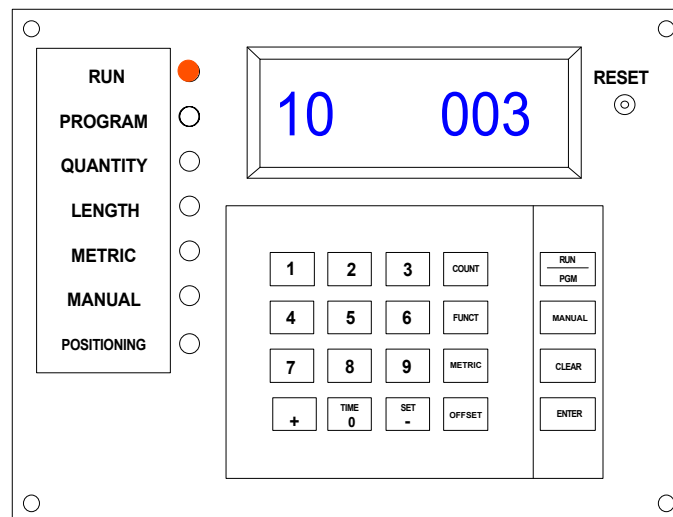 RUN
PROGRAM
QUANTITY
LENGTH
METRIC
MANUAL
POSITIONING
10 003
RESET
1 2 3 COUNT
4 5 6 FUNCT
7 8 9 METRIC
+ TIME 0 SET - OFFSET
RUN
PGM
MANUAL
CLEAR
ENTER